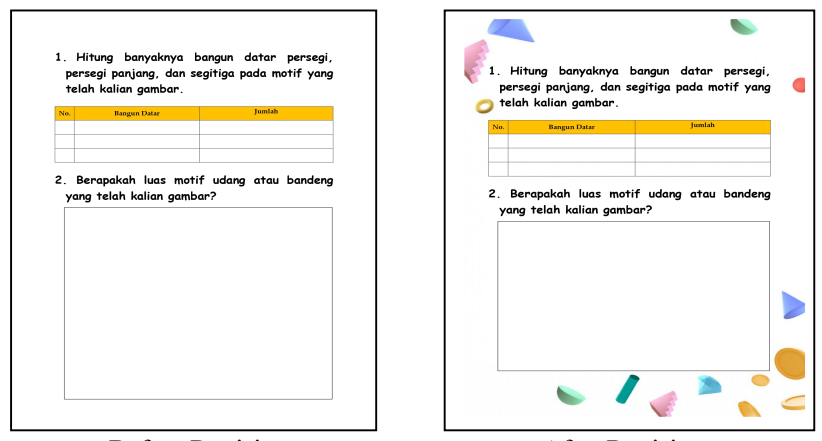 1. Hitung banyaknya bangun datar persegi,
persegi panjang, dan segitiga pada motif yang
telah kalian gambar.
No. Bangun Datar Jumlah
2. Berapakah luas motif udang atau bandeng
yang telah kalian gambar?
1. Hitung banyaknya bangun datar persegi,
persegi panjang, dan segitiga pada motif yang
telah kalian gambar.
No. Bangun Datar Jumlah
2. Berapakah luas motif udang atau bandeng
yang telah kalian gambar?